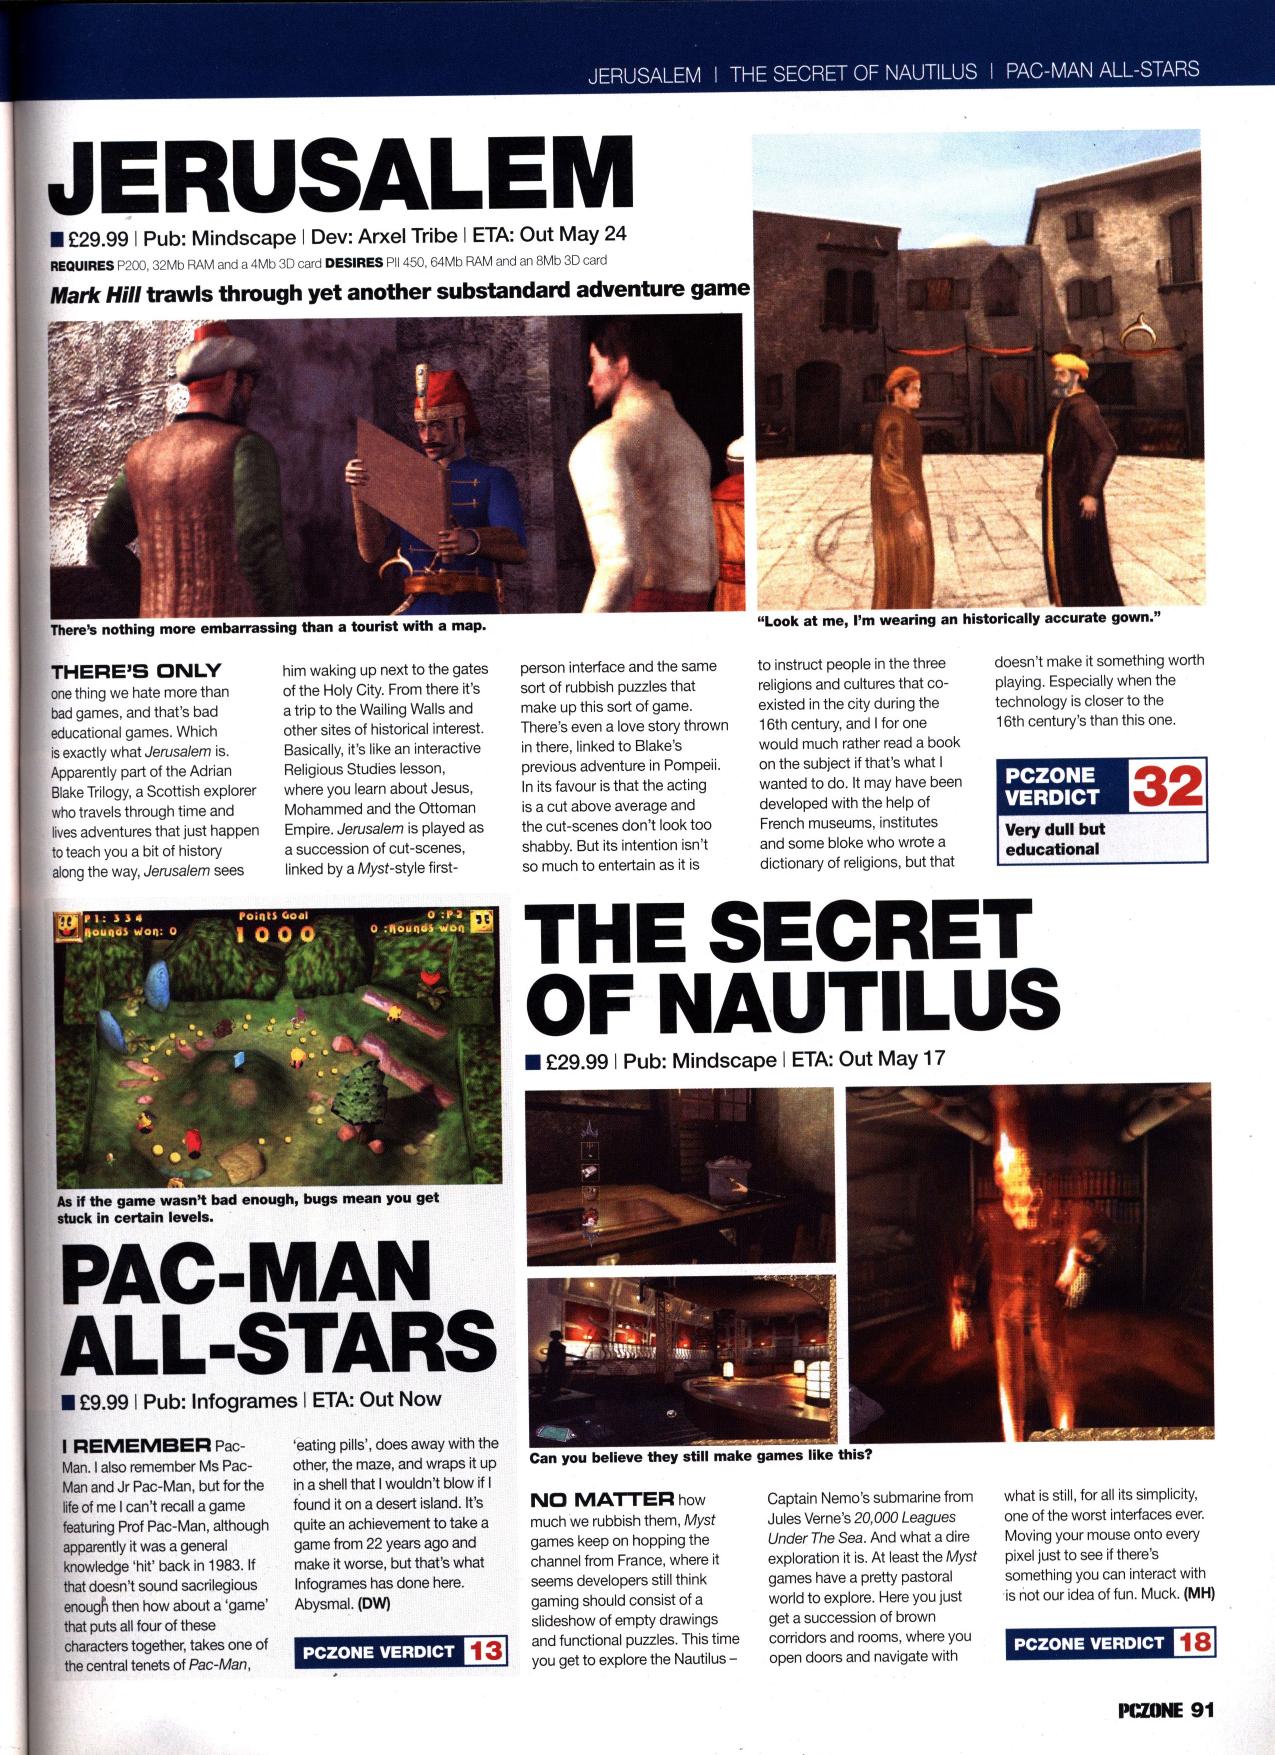 JERUSALEM | THE SECRET OF NAUTILUS | PAC-MAN ALL-STARS
JERUSALEM
£29.99 | Pub: Mindscape | Dev: Arxel Tribe | ETA: Out May 24
REQUIRES P200, 32Mb RAM and a 4Mb 3D card DESIRES PII 450, 64Mb RAM and an 8Mb 3D card
Mark Hill trawls through yet another substandard adventure game
There's nothing more embarrassing than a tourist with a map.
"Look at me, I'm wearing an historically accurate gown."
THERE'S ONLY
one thing we hate more than
bad games, and that's bad
educational games. Which
is exactly what Jerusalem is.
Apparently part of the Adrian
Blake Trilogy, a Scottish explorer
who travels through time and
lives adventures that just happen
to teach you a bit of history
along the way, Jerusalem sees
him waking up next to the gates
of the Holy City. From there it's
a trip to the Wailing Walls and
other sites of historical interest.
Basically, it's like an interactive
Religious Studies lesson,
where you learn about Jesus,
Mohammed and the Ottoman
Empire. Jerusalem is played as
a succession of cut-scenes,
linked by a Myst-style first-
person interface and the same
sort of rubbish puzzles that
make up this sort of game.
There's even a love story thrown
in there, linked to Blake's
previous adventure in Pompeii.
In its favour is that the acting
is a cut above average and
the cut-scenes don't look too
shabby. But its intention isn't
so much to entertain as it is
to instruct people in the three
religions and cultures that co-
existed in the city during the
16th century, and I for one
would much rather read a book
on the subject if that's what I
wanted to do. It may have been
developed with the help of
French museums, institutes
and some bloke who wrote a
dictionary of religions, but that
doesn't make it something worth
playing. Especially when the
technology is closer to the
16th century's than this one.
PCZONE
VERDICT 32
Very dull but
educational
P1: 334
Rounds won: 0
Points Goal
1000
0 :P2
0 :Rounds won
As if the game wasn't bad enough, bugs mean you get
stuck in certain levels.
PAC-MAN
ALL-STARS
£9.99 | Pub: Infogrames | ETA: Out Now
I REMEMBER Pac-
Man. I also remember Ms Pac-
Man and Jr Pac-Man, but for the
life of me I can't recall a game
featuring Prof Pac-Man, although
apparently it was a general
knowledge 'hit' back in 1983. If
that doesn't sound sacrilegious
enough then how about a 'game'
that puts all four of these
characters together, takes one of
the central tenets of Pac-Man,
'eating pills', does away with the
other, the maze, and wraps it up
in a shell that I wouldn't blow if I
found it on a desert island. It's
quite an achievement to take a
game from 22 years ago and
make it worse, but that's what
Infogrames has done here.
Abysmal. (DW)
PCZONE VERDICT 13
THE SECRET
OF NAUTILUS
£29.99 | Pub: Mindscape | ETA: Out May 17
Can you believe they still make games like this?
NO MATTER how
much we rubbish them, Myst
games keep on hopping the
channel from France, where it
seems developers still think
gaming should consist of a
slideshow of empty drawings
and functional puzzles. This time
you get to explore the Nautilus –
Captain Nemo's submarine from
Jules Verne's 20,000 Leagues
Under The Sea. And what a dire
exploration it is. At least the Myst
games have a pretty pastoral
world to explore. Here you just
get a succession of brown
corridors and rooms, where you
open doors and navigate with
what is still, for all its simplicity,
one of the worst interfaces ever.
Moving your mouse onto every
pixel just to see if there's
something you can interact with
is not our idea of fun. Muck. (MH)
PCZONE VERDICT 18
PCZONE 91